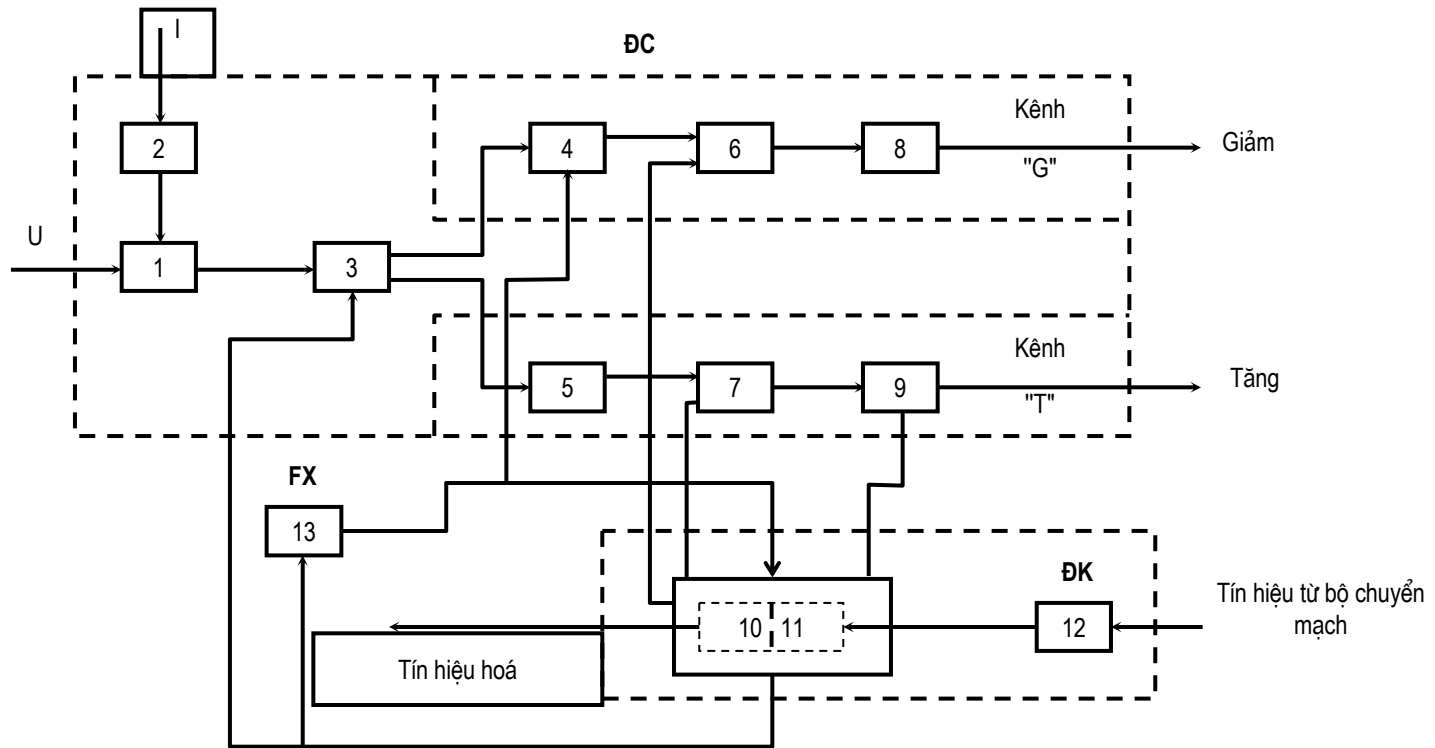 I
ĐC
2
4
6
8
Kênh
"G"
Giảm
U
1
3
5
7
9
Kênh
"T"
Tăng
FX
13
ĐK
10
11
12
Tín hiệu từ bộ chuyển
mạch
Tín hiệu hoá